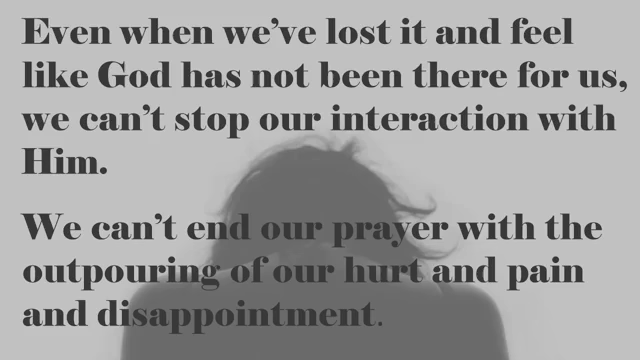 Even when we’ve lost it and feel
like God has not been there for us,
we can’t stop our interaction with
Him.
We can’t end our prayer with the
outpouring of our hurt and pain
and disappointment.